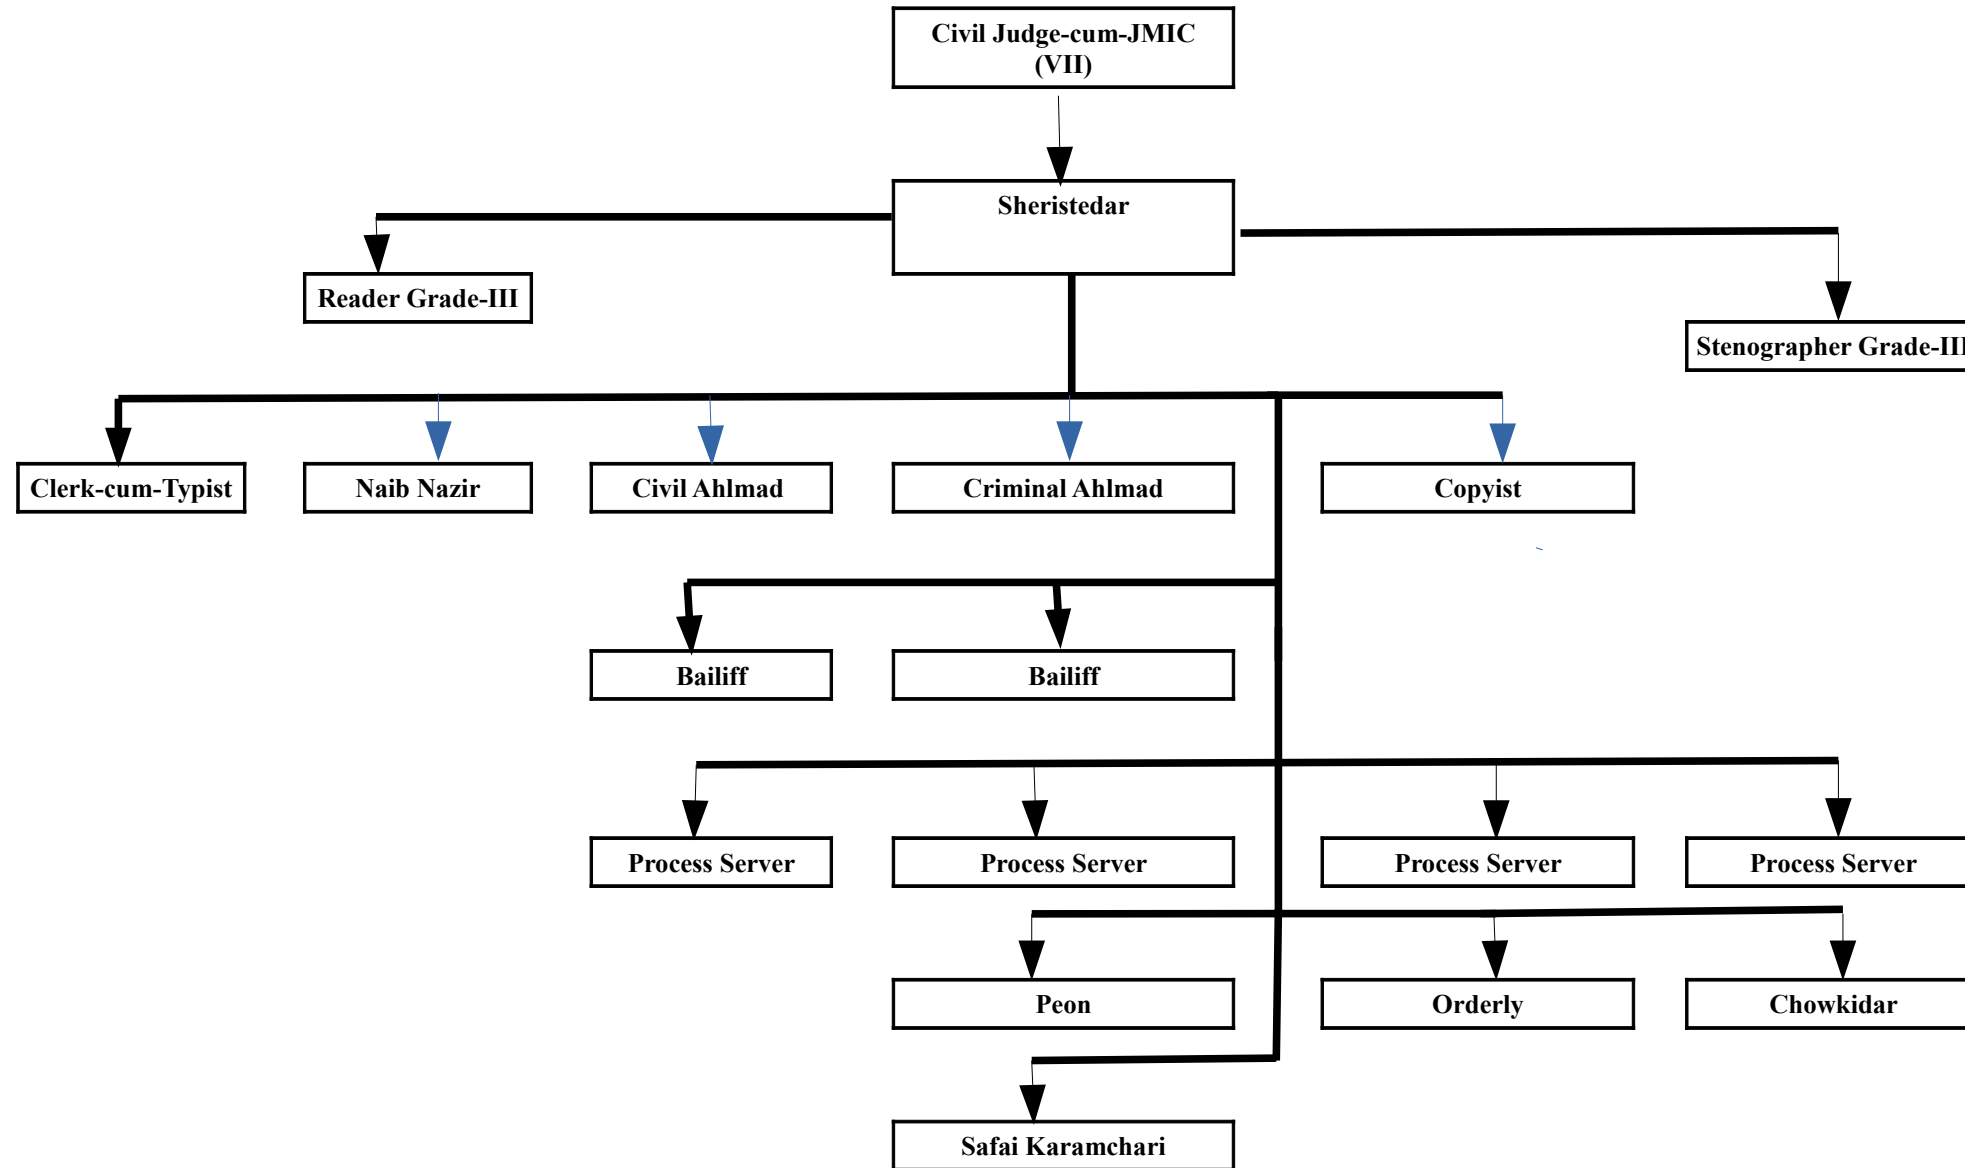 Civil Judge-cum-JMIC
(VII)
Sheristedar
Reader Grade-III
Stenographer Grade-III
Clerk-cum-Typist
Naib Nazir
Civil Ahlmad
Criminal Ahlmad
Copyist
Bailiff
Bailiff
Process Server
Process Server
Process Server
Process Server
Peon
Orderly
Chowkidar
Safai Karamchari